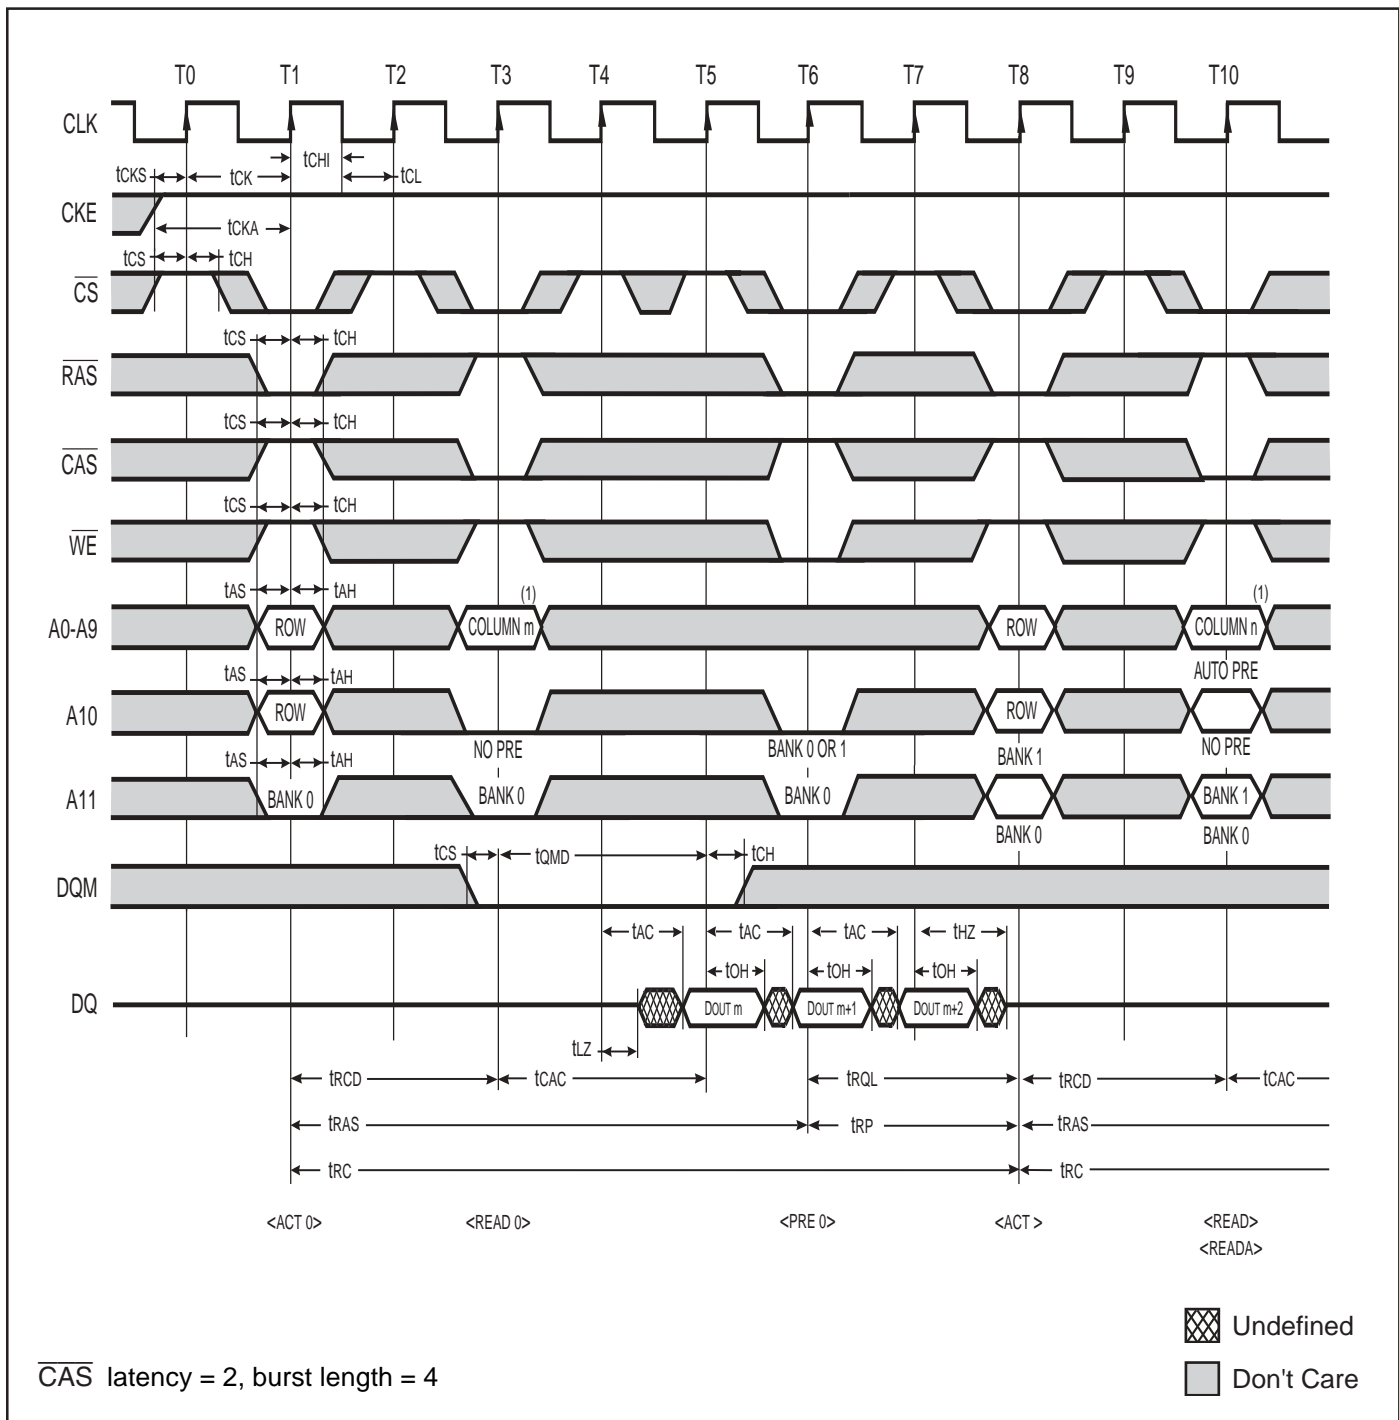 T0 T1 T2 T3 T4 T5 T6 T7 T8 T9 T10
CLK
tCHI
tCKS tCK tCL
CKE
tCKA
tCS tCH
CS
tCS tCH
RAS
tCS tCH
CAS
tCS tCH
WE
tAS tAH (1) (1)
A0-A9 ROW COLUMN m ROW COLUMN n
AUTO PRE
tAS tAH
A10 ROW ROW
NO PRE BANK 0 OR 1 BANK 1 NO PRE
tAS tAH
A11 BANK 0 BANK 0 BANK 0 BANK 1
BANK 0 BANK 0
tCS tQMD tCH
DQM
tAC tAC tAC tHZ
tOH tOH tOH
DQ DOUT m DOUT m+1 DOUT m+2
tLZ
tRCD tCAC tRQL tRCD tCAC
tRAS tRP tRAS
tRC tRC
<ACT 0> <READ 0> <PRE 0> <ACT > <READ>
<READA>
Undefined
CAS latency = 2, burst length = 4
Don't Care